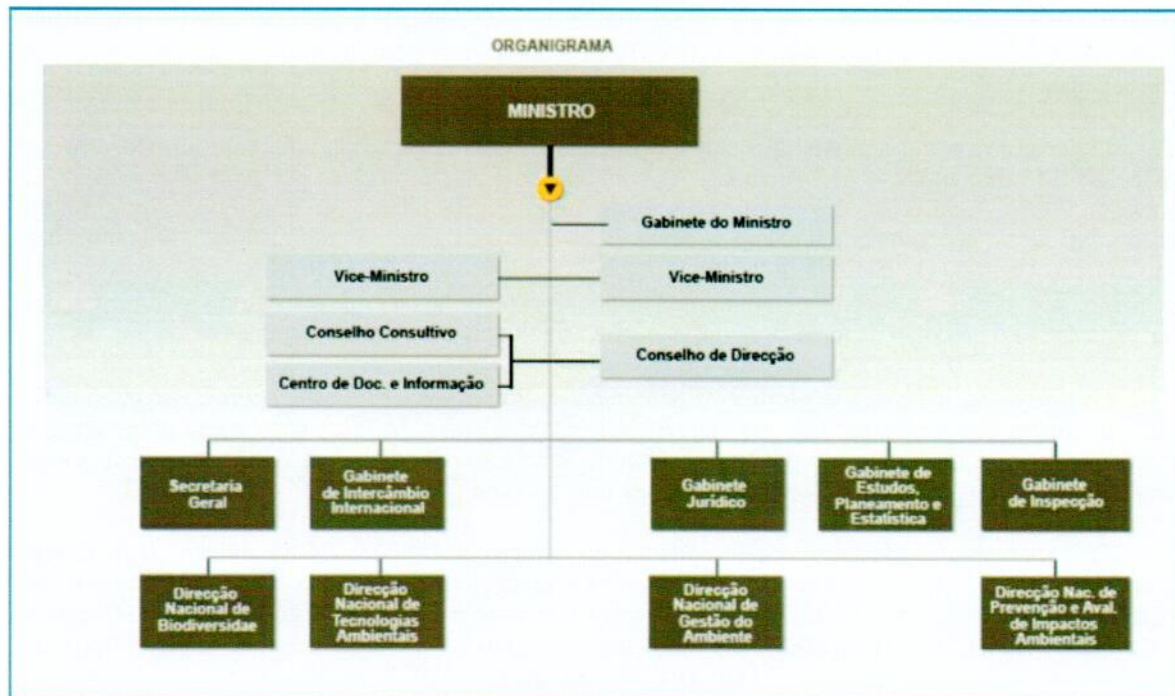 ORGANIGRAMA
MINISTRO
Gabinete do Ministro
Vice-Ministro
Vice-Ministro
Conselho Consultivo
Conselho de Direcção
Centro de Doc. e Informação
Secretaria
Geral
Gabinete
de Intercâmbio
Internacional
Gabinete
Jurídico
Gabinete de
Estudos,
Planeamento e
Estatística
Gabinete
de Inspecção
Direcção
Nacional de
Biodiversidae
Direcção
Nacional de
Tecnologias
Ambientais
Direcção
Nacional de
Gestão do
Ambiente
Direcção Nac. de
Prevenção e Aval.
de Impactos
Ambientais